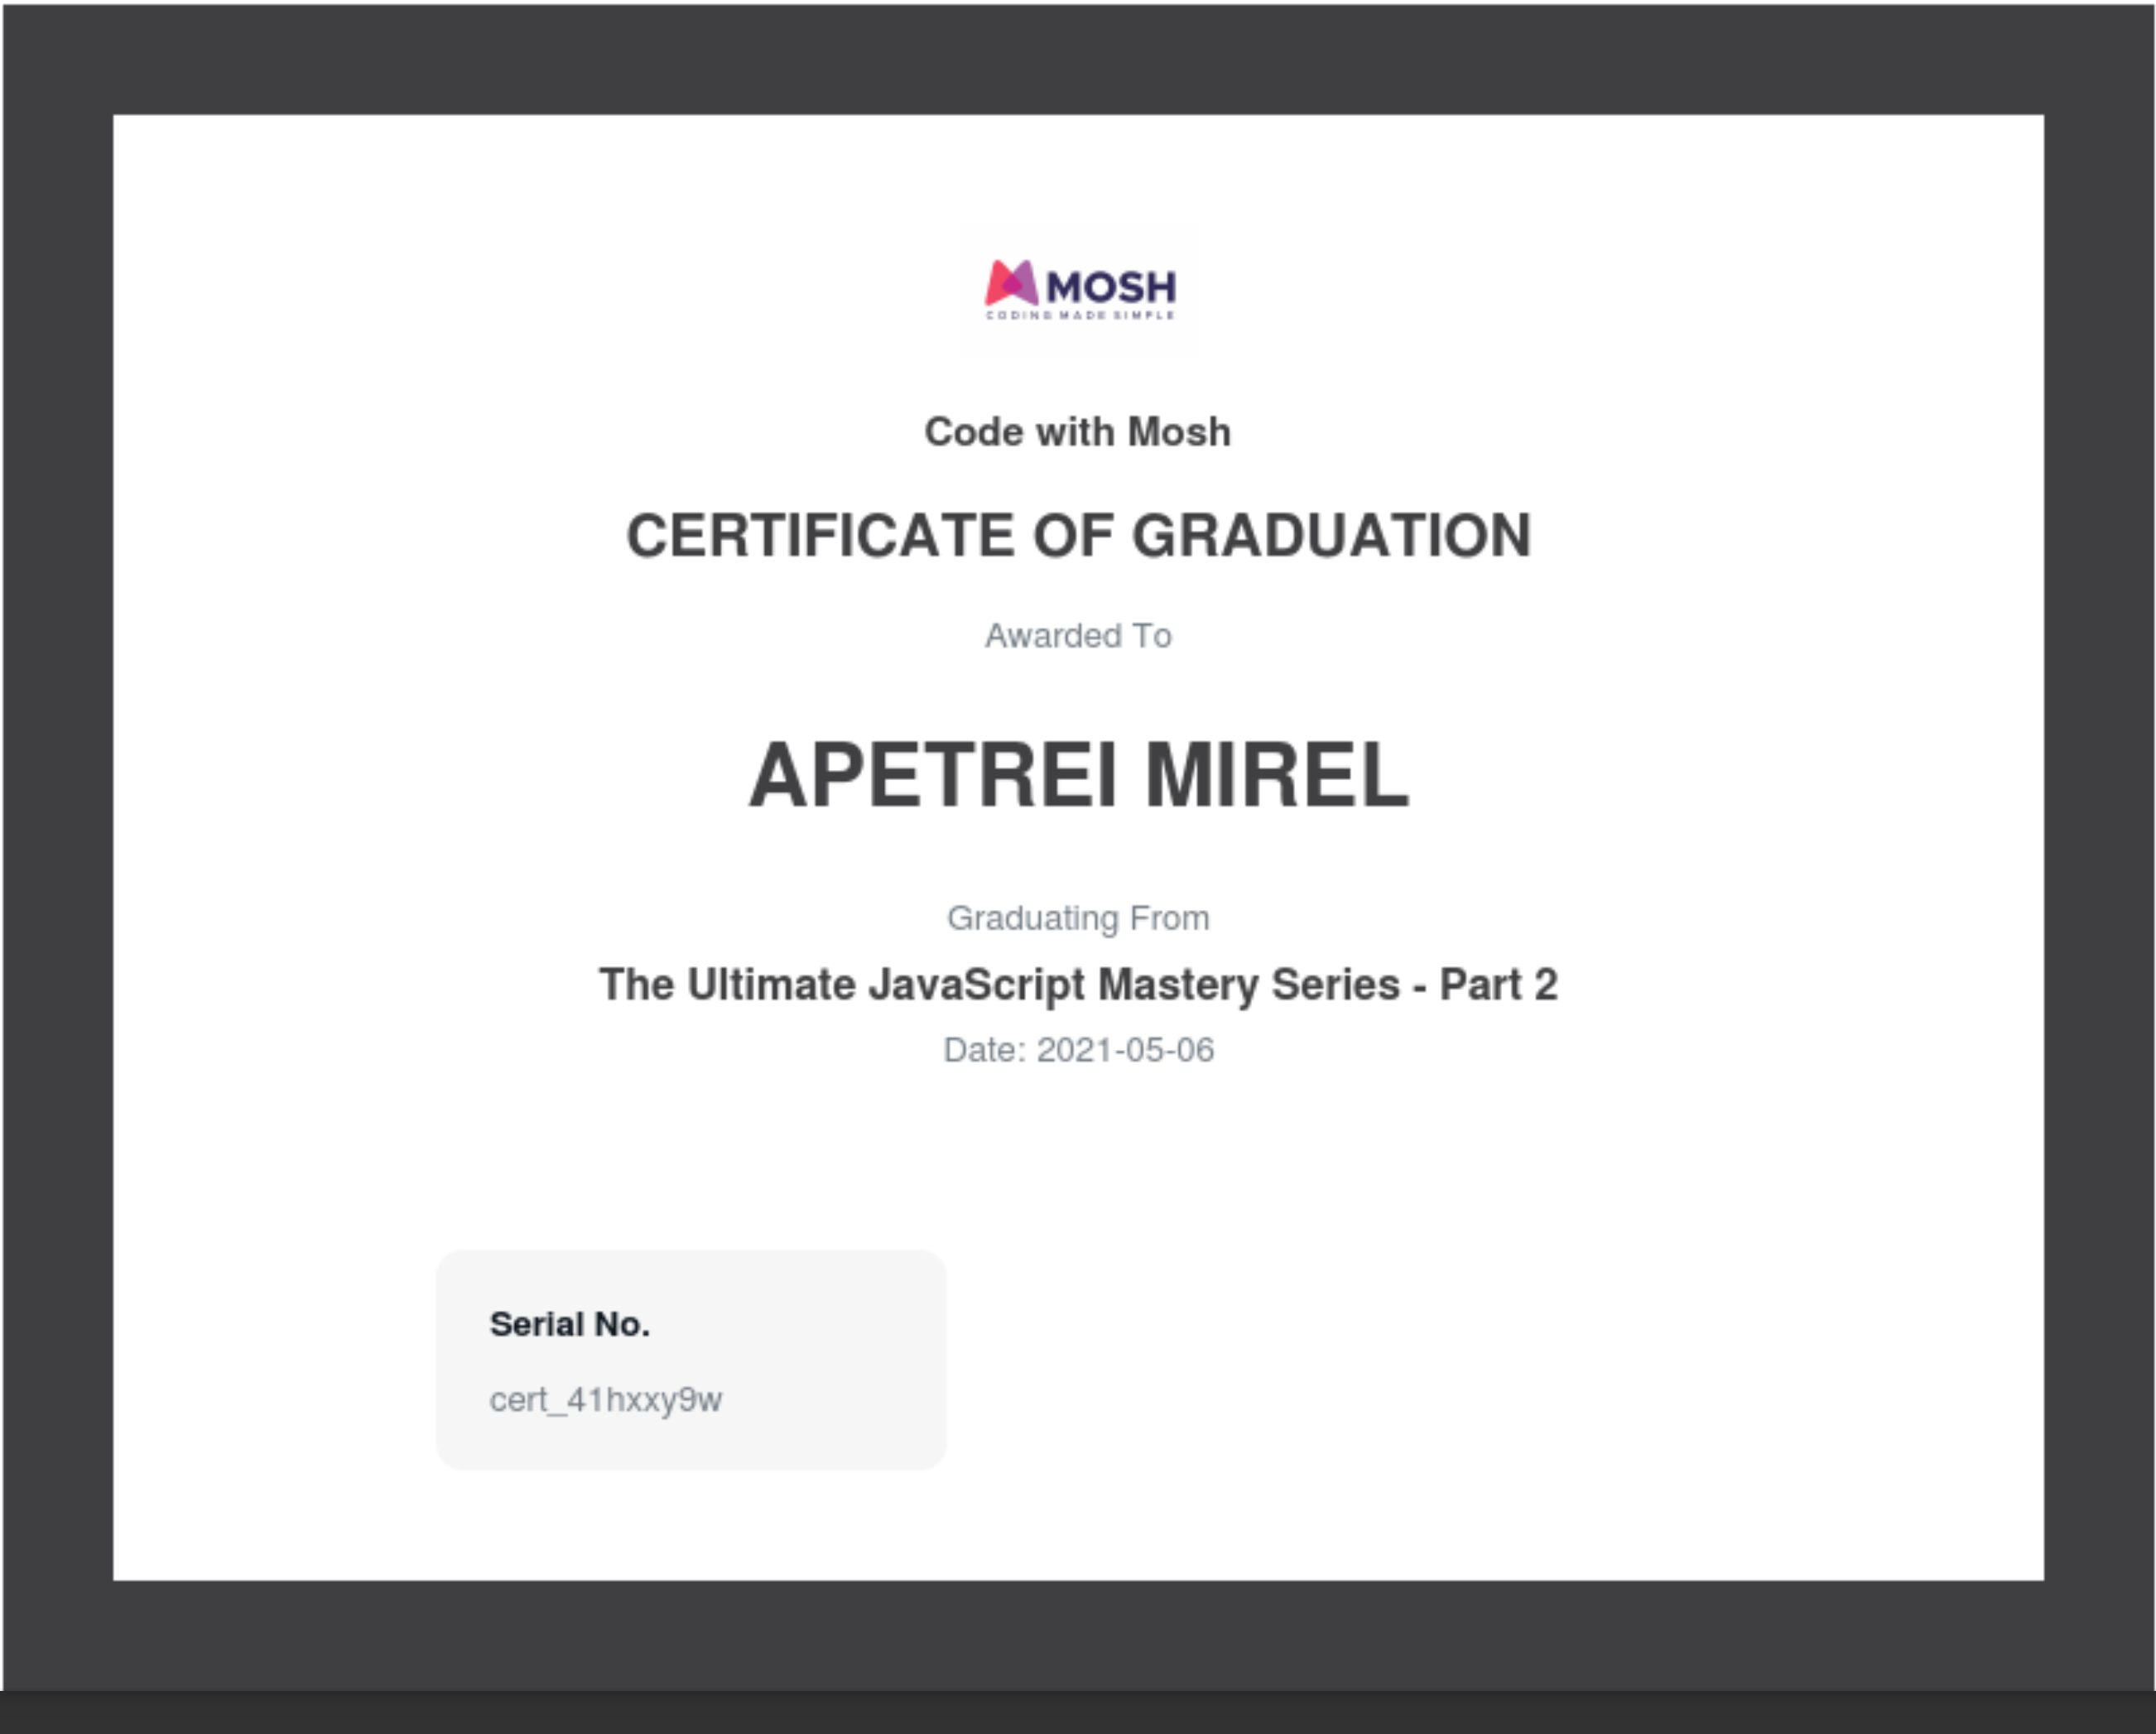 MOSH
CODING MADE SIMPLE
Code with Mosh
CERTIFICATE OF GRADUATION
Awarded To
APETREI MIREL
Graduating From
The Ultimate JavaScript Mastery Series - Part 2
Date: 2021-05-06
Serial No.
cert_41hxxy9w